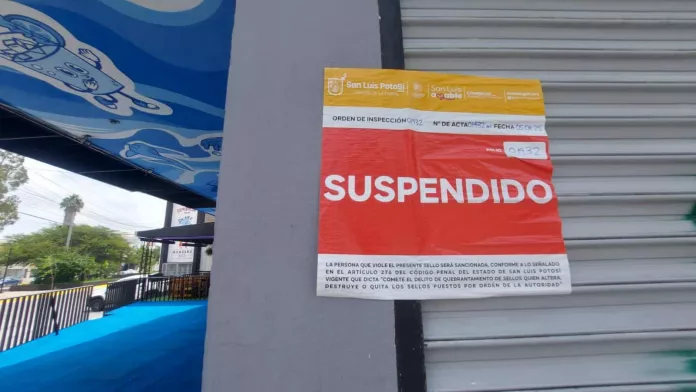 San Luis Potosí
San Luis
amable
ORDEN DE INSPECCIÓN
Nº DE ACTA FECHA
0432
SUSPENDIDO
LA PERSONA QUE VIOLE EL PRESENTE SELLO SERÁ SANCIONADA, CONFORME A LO SEÑALADO
EN EL ARTÍCULO 273 DEL CÓDIGO PENAL DEL ESTADO DE SAN LUIS POTOSÍ
VIGENTE QUE DICTA "COMETE EL DELITO DE QUEBRANTAMIENTO DE SELLOS QUIEN ALTERA,
DESTRUYE O QUITA LOS SELLOS PUESTOS POR ORDEN DE LA AUTORIDAD"